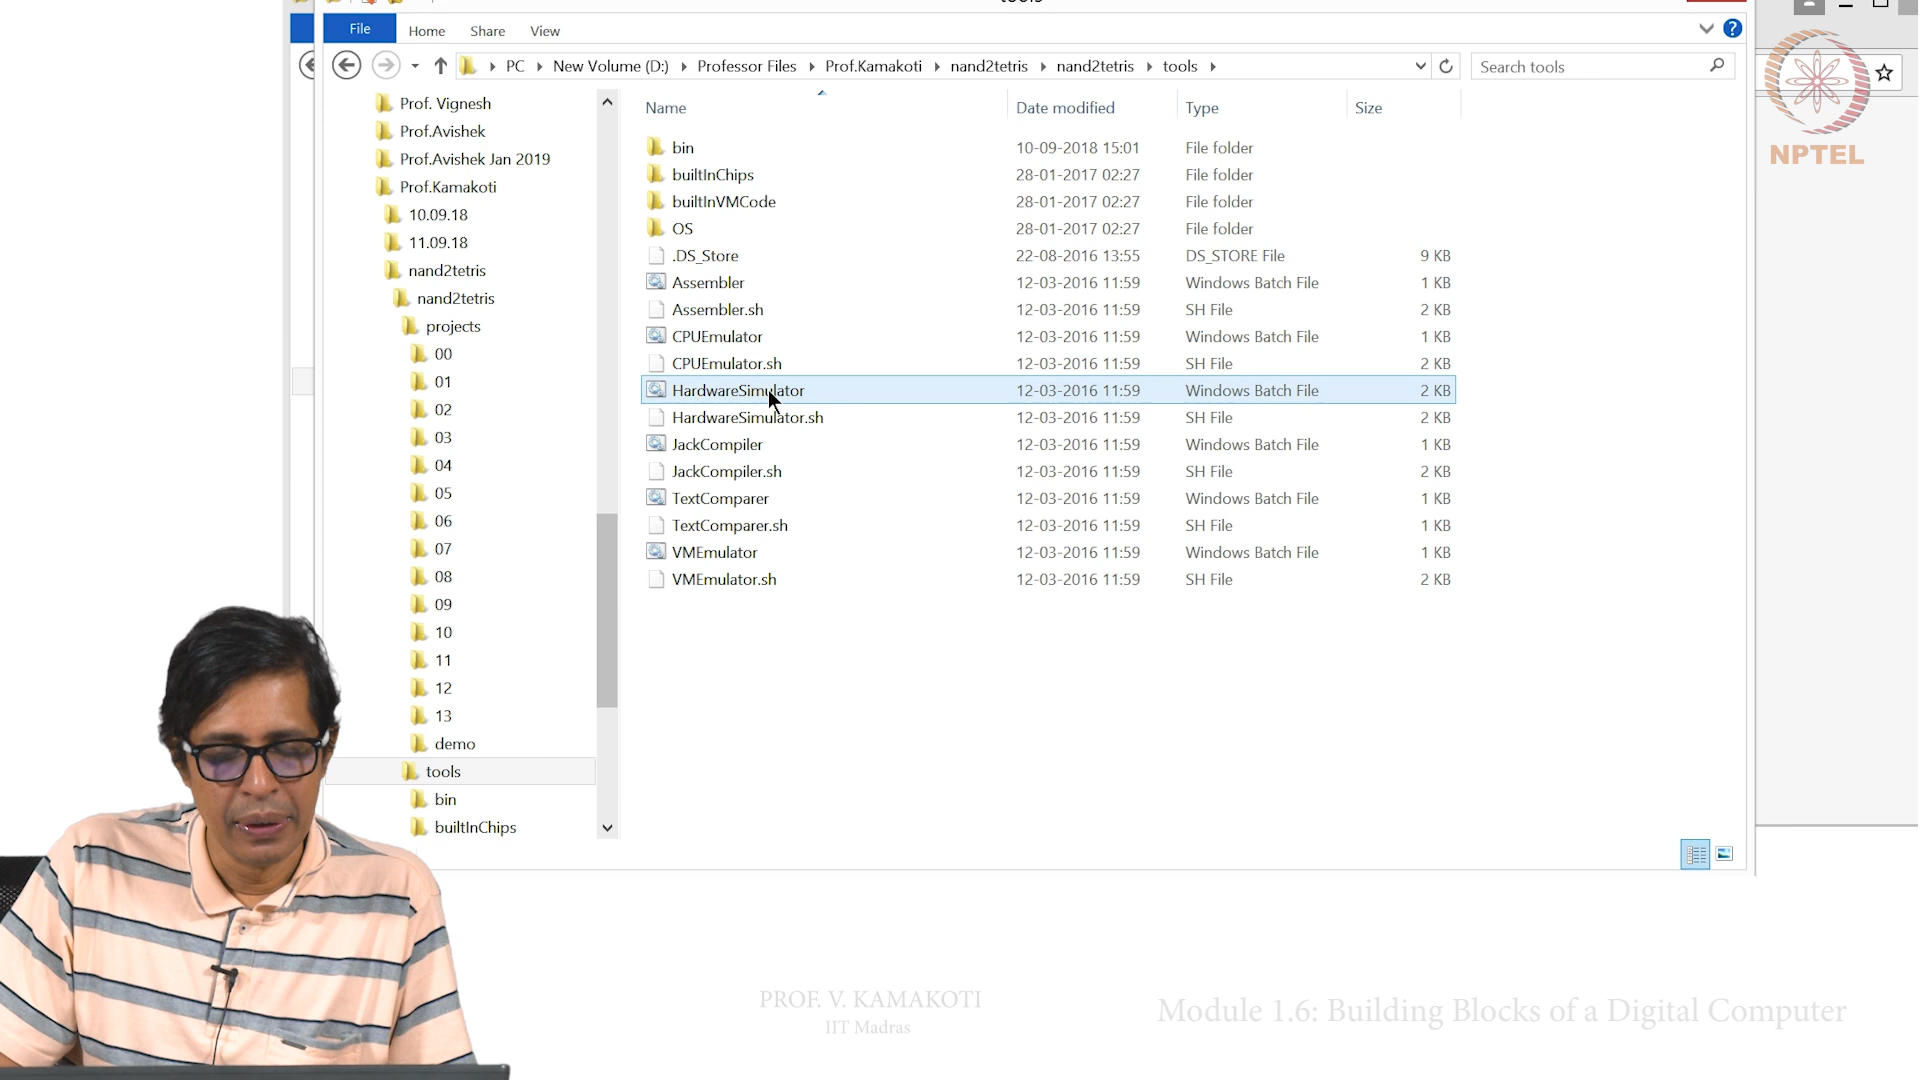 tools
File Home Share View
PC New Volume (D:) Professor Files Prof.Kamakoti nand2tetris nand2tetris tools
Search tools
NPTEL
Prof. Vignesh
Prof.Avishek
Prof.Avishek Jan 2019
Prof.Kamakoti
10.09.18
11.09.18
nand2tetris
nand2tetris
projects
00
01
02
03
04
05
06
07
08
09
10
11
12
13
demo
tools
bin
builtInChips
Name Date modified Type Size
bin 10-09-2018 15:01 File folder
builtInChips 28-01-2017 02:27 File folder
builtInVMCode 28-01-2017 02:27 File folder
OS 28-01-2017 02:27 File folder
.DS_Store 22-08-2016 13:55 DS_STORE File 9 KB
Assembler 12-03-2016 11:59 Windows Batch File 1 KB
Assembler.sh 12-03-2016 11:59 SH File 2 KB
CPUEmulator 12-03-2016 11:59 Windows Batch File 1 KB
CPUEmulator.sh 12-03-2016 11:59 SH File 2 KB
HardwareSimulator 12-03-2016 11:59 Windows Batch File 2 KB
HardwareSimulator.sh 12-03-2016 11:59 SH File 2 KB
JackCompiler 12-03-2016 11:59 Windows Batch File 1 KB
JackCompiler.sh 12-03-2016 11:59 SH File 2 KB
TextComparer 12-03-2016 11:59 Windows Batch File 1 KB
TextComparer.sh 12-03-2016 11:59 SH File 1 KB
VMEmulator 12-03-2016 11:59 Windows Batch File 1 KB
VMEmulator.sh 12-03-2016 11:59 SH File 2 KB
PROF. V. KAMAKOTI
IIT Madras
Module 1.6: Building Blocks of a Digital Computer